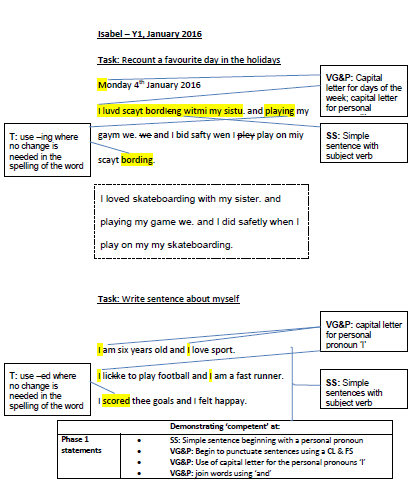 Isabel – Y1, January 2016
Task: Recount a favourite day in the holidays
Monday 4th January 2016
VG&P: Capital
letter for days of the
week; capital letter
for personal
I luvd scayt bordieng witmi my sistu. and playing my
T: use –ing where
no change is
needed in the
spelling of the word
gaym we. we and I bid safty wen I pley play on miy
SS: Simple
sentence with
subject verb
scayt bording.
I loved skateboarding with my sister. and
playing my game we. and I did safetly when I
play on my my skateboarding.
Task: Write sentence about myself
VG&P: capital letter
for personal
pronoun 'I'
I am six years old and I love sport.
T: use –ed where
no change is
needed in the
spelling of the word
I lickke to play football and I am a fast runner.
SS: Simple
sentences with
subject verb
I scored thee goals and I felt happay.
Demonstrating 'competent' at:
Phase 1
statements
• SS: Simple sentence beginning with a personal pronoun
• VG&P: Begin to punctuate sentences using a CL & FS
• VG&P: Use of capital letter for the personal pronouns 'I'
• VG&P: join words using 'and'